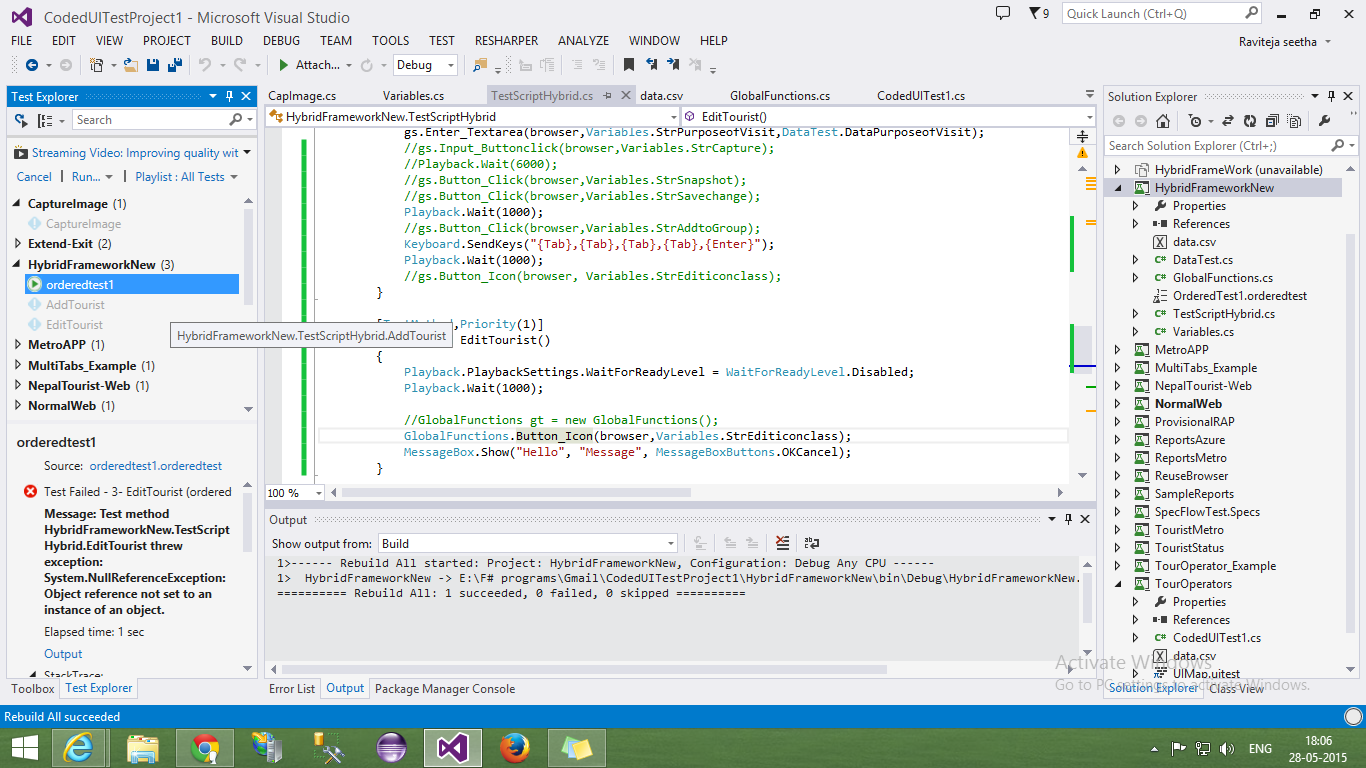 CodedUITestProject1 - Microsoft Visual Studio
9
Quick Launch (Ctrl+Q)
FILE EDIT VIEW PROJECT BUILD DEBUG TEAM TOOLS TEST RESHARPER ANALYZE WINDOW HELP
Raviteja seetha
Attach...
Debug
Test Explorer
Search
Streaming Video: Improving quality wit
Cancel | Run... | Playlist : All Tests
CaptureImage (1)
CaptureImage
Extend-Exit (2)
HybridFrameworkNew (3)
orderedtest1
AddTourist
EditTourist
HybridFrameworkNew.TestScriptHybrid.AddTourist
MetroAPP (1)
MultiTabs_Example (1)
NepalTourist-Web (1)
NormalWeb (1)
orderedtest1
Source: orderedtest1.orderedtest
Test Failed - 3- EditTourist (ordered
Message: Test method
HybridFrameworkNew.TestScript
Hybrid.EditTourist threw
exception:
System.NullReferenceException:
Object reference not set to an
instance of an object.
Elapsed time: 1 sec
Output
StackTrace:
Toolbox Test Explorer
CapImage.cs Variables.cs TestScriptHybrid.cs data.csv GlobalFunctions.cs CodedUITest1.cs
HybridFrameworkNew.TestScriptHybrid
EditTourist()
gs.Enter_Textarea(browser,Variables.StrPurposeofVisit,DataTest.DataPurposeofVisit);
//gs.Input_Buttonclick(browser,Variables.StrCapture);
//Playback.Wait(6000);
//gs.Button_Click(browser,Variables.StrSnapshot);
//gs.Button_Click(browser,Variables.StrSavechange);
Playback.Wait(1000);
//gs.Button_Click(browser,Variables.StrAddtoGroup);
Keyboard.SendKeys("{Tab},{Tab},{Tab},{Tab},{Enter}");
Playback.Wait(1000);
//gs.Button_Icon(browser, Variables.StrEditiconclass);
}
,Priority(1)]
EditTourist()
{
Playback.PlaybackSettings.WaitForReadyLevel = WaitForReadyLevel.Disabled;
Playback.Wait(1000);
//GlobalFunctions gt = new GlobalFunctions();
GlobalFunctions.Button_Icon(browser,Variables.StrEditiconclass);
MessageBox.Show("Hello", "Message", MessageBoxButtons.OKCancel);
}
100 %
Output
Show output from: Build
1>------ Rebuild All started: Project: HybridFrameworkNew, Configuration: Debug Any CPU ------
1>  HybridFrameworkNew -> E:\F# programs\Gmail\CodedUITestProject1\HybridFrameworkNew\bin\Debug\HybridFrameworkNew.
========== Rebuild All: 1 succeeded, 0 failed, 0 skipped ==========
Error List Output Package Manager Console
Solution Explorer
Search Solution Explorer (Ctrl+;)
HybridFrameWork (unavailable)
HybridFrameworkNew
Properties
References
data.csv
DataTest.cs
GlobalFunctions.cs
OrderedTest1.orderedtest
TestScriptHybrid.cs
Variables.cs
MetroAPP
MultiTabs_Example
NepalTourist-Web
NormalWeb
ProvisionalRAP
ReportsAzure
ReportsMetro
ReuseBrowser
SampleReports
SpecFlowTest.Specs
TouristMetro
TouristStatus
TourOperator_Example
TourOperators
Properties
References
CodedUITest1.cs
data.csv
UIMap.uitest
Solution Explorer Class View
Activate Windows
Go to PC settings to activate Windows.
Rebuild All succeeded
ENG
18:06
28-05-2015